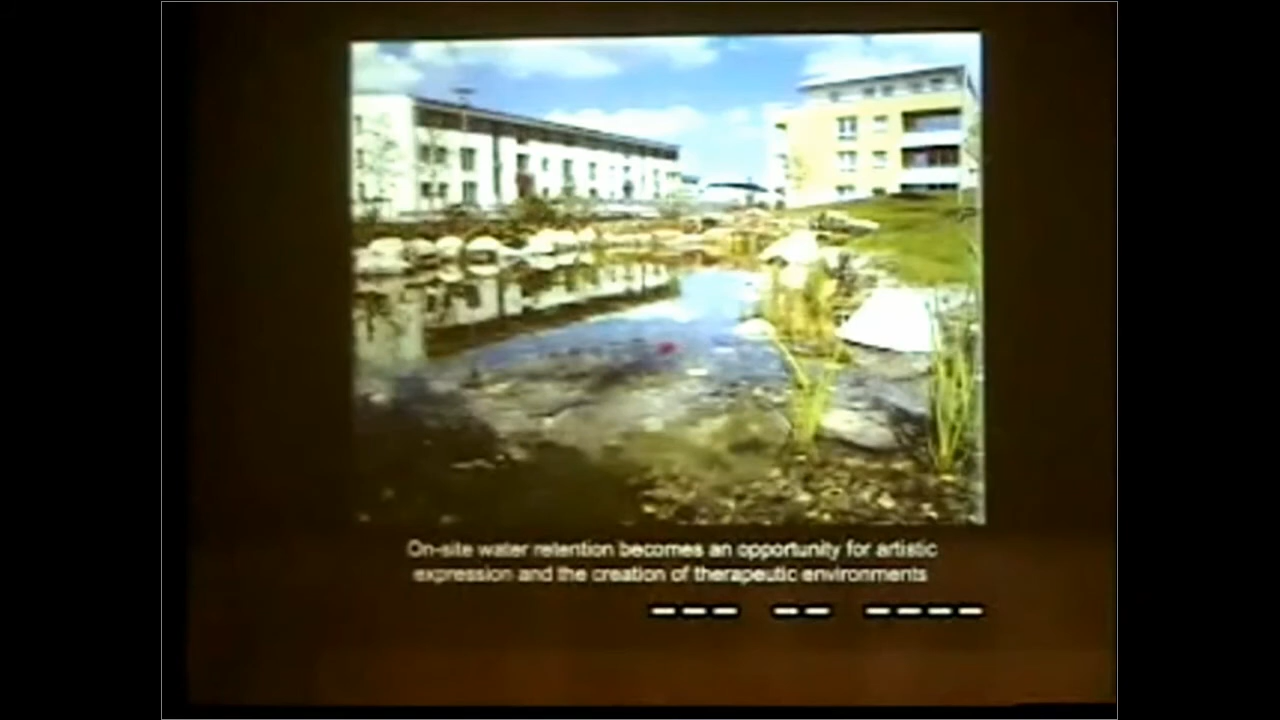 On-site water retention becomes an opportunity for artistic
expression and the creation of therapeutic environments